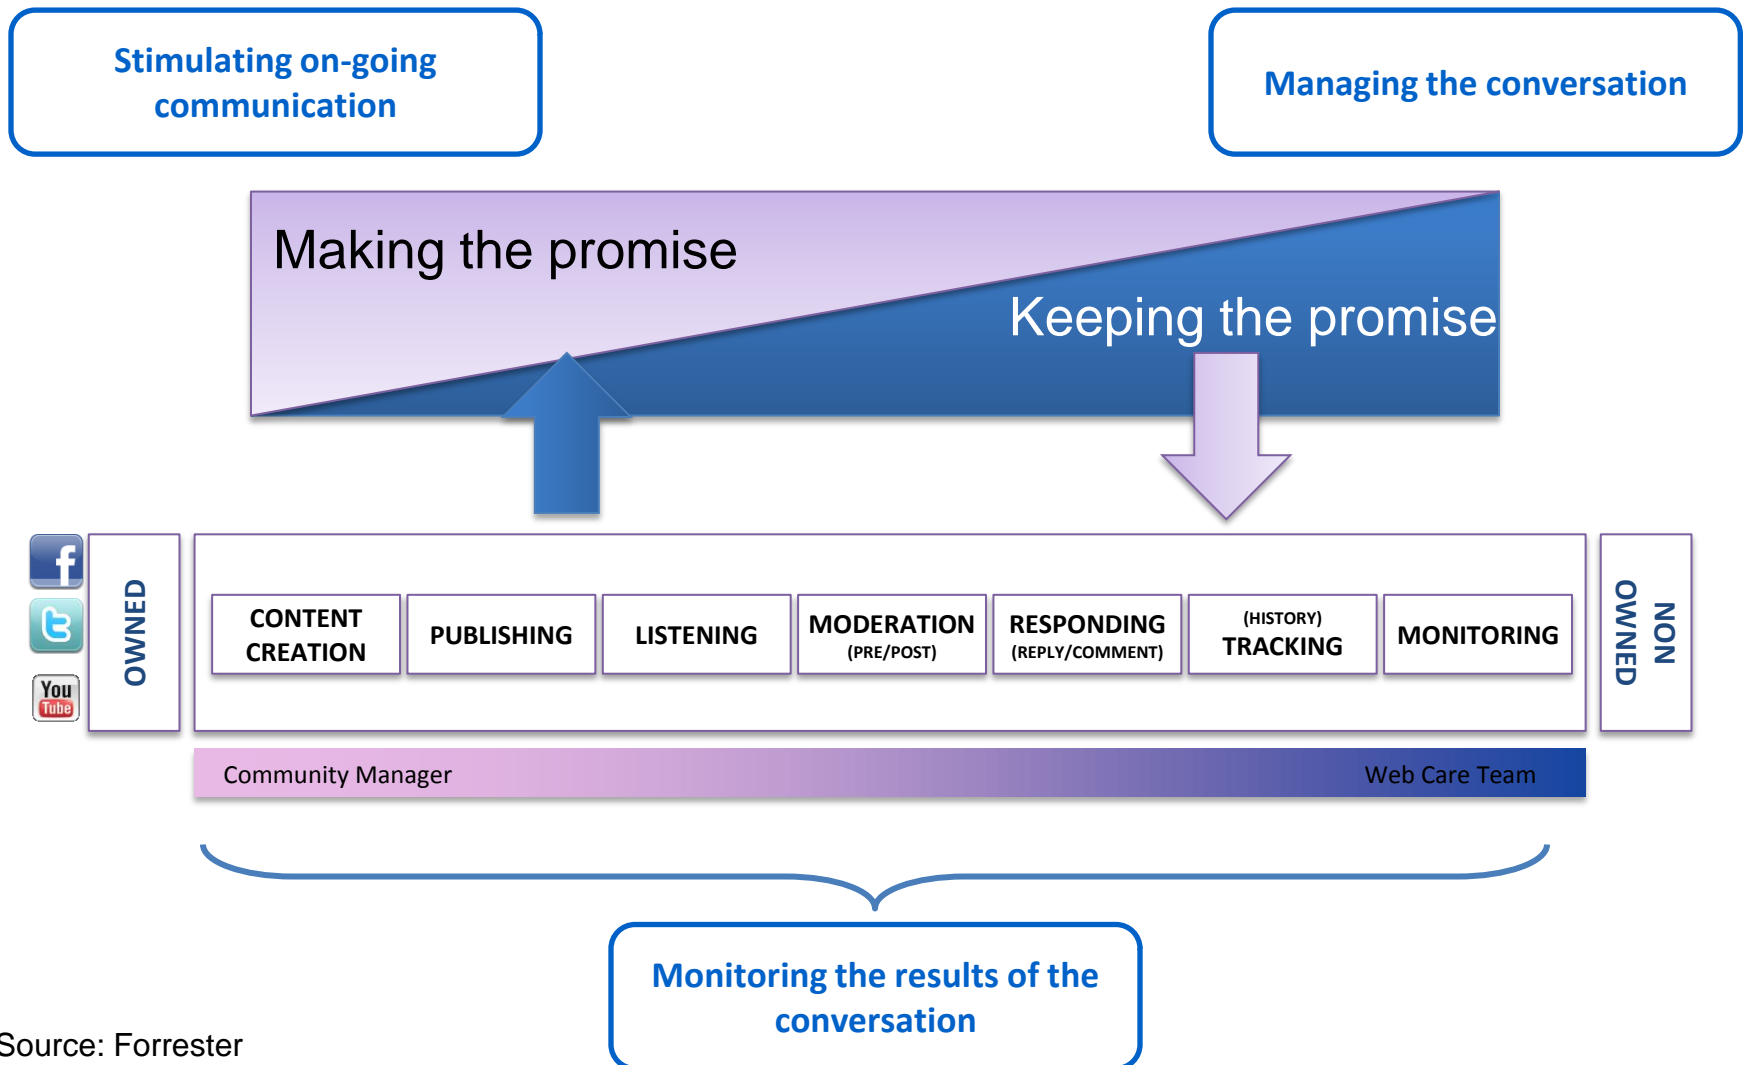 Stimulating on-going
communication
Managing the conversation
Making the promise
Keeping the promise
f
t
You
Tube
OWNED
CONTENT
CREATION
PUBLISHING
LISTENING
MODERATION
(PRE/POST)
RESPONDING
(REPLY/COMMENT)
(HISTORY)
TRACKING
MONITORING
NON
OWNED
Community Manager
Web Care Team
Monitoring the results of the
conversation
Source: Forrester